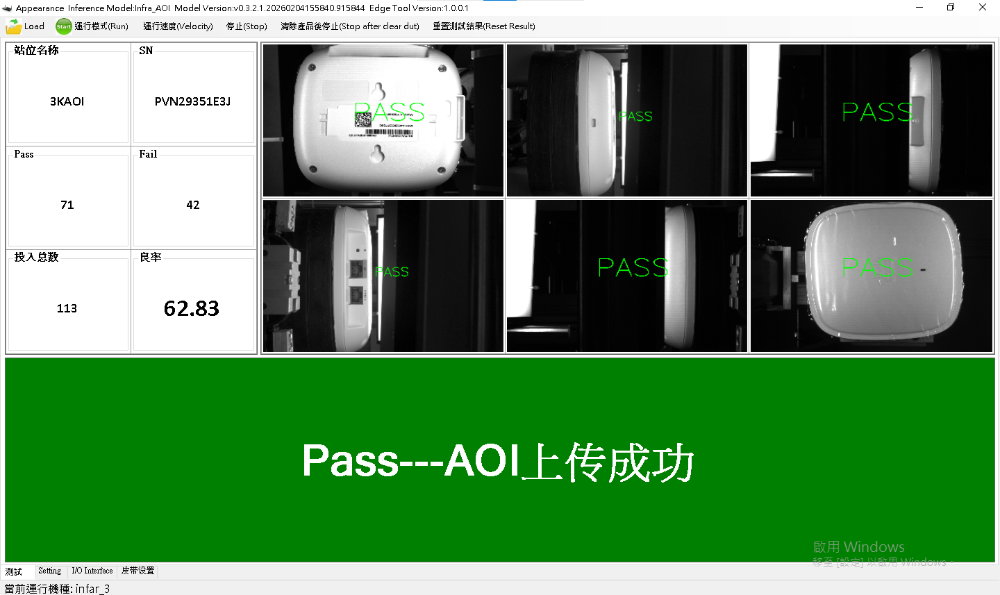 Appearance Inference Model:Infra_AOI Model Version:v0.3.2.1.20260204155840.915844 Edge Tool Version:1.0.0.1
Load Start 運行模式(Run) 運行速度(Velocity) 停止(Stop) 清除產品後停止(Stop after clear dut) 重置測試結果(Reset Result)
站位名称 SN
3KAOI PVN29351E3J
Pass Fail
71 42
投入总数 良率
113 62.83
PASS PASS PASS
PASS PASS PASS
Pass---AOI上传成功
啟用 Windows
移至 [設定] 以啟用 Windows。
測試 Setting I/O Interface 皮带设置
當前運行機種: infar_3